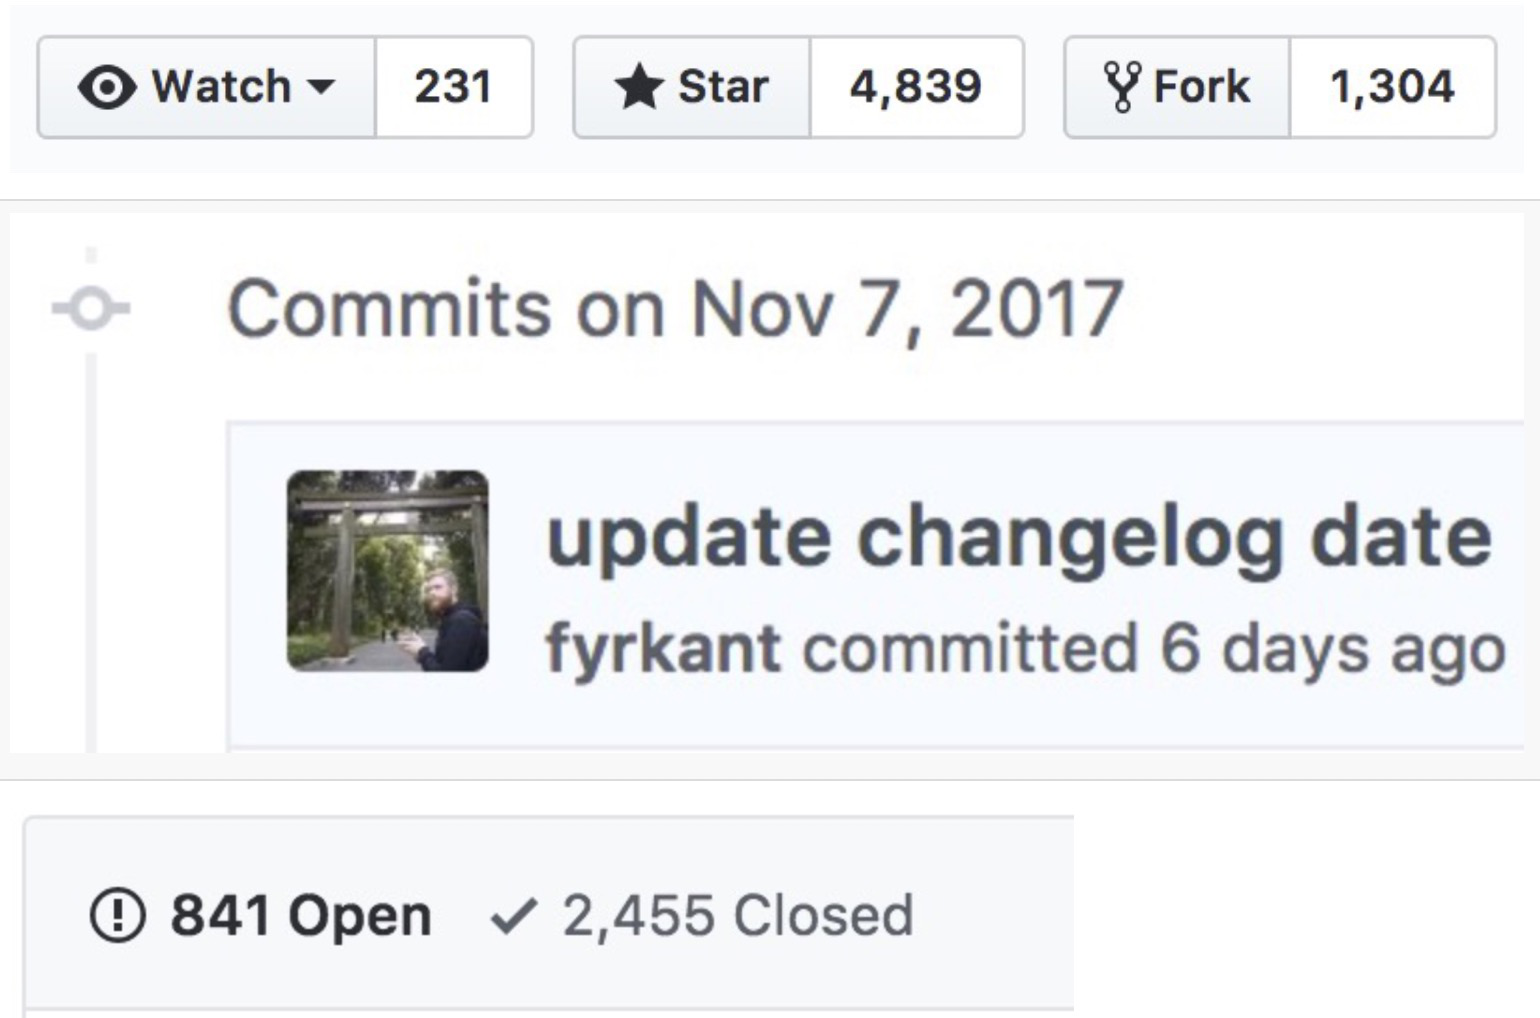 Watch 231 Star 4,839 Fork 1,304
Commits on Nov 7, 2017
update changelog date
fyrkant committed 6 days ago
841 Open 2,455 Closed